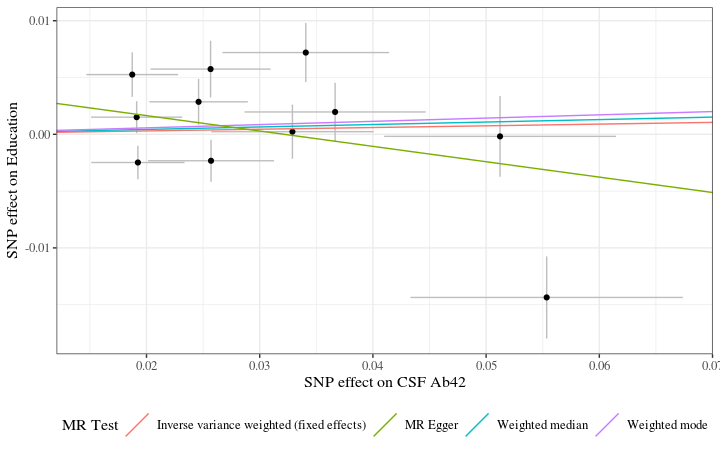 SNP effect on Education
0.01
0.00
-0.01
0.02
0.03
0.04
0.05
0.06
0.07
SNP effect on CSF Ab42
MR Test
Inverse variance weighted (fixed effects)
MR Egger
Weighted median
Weighted mode